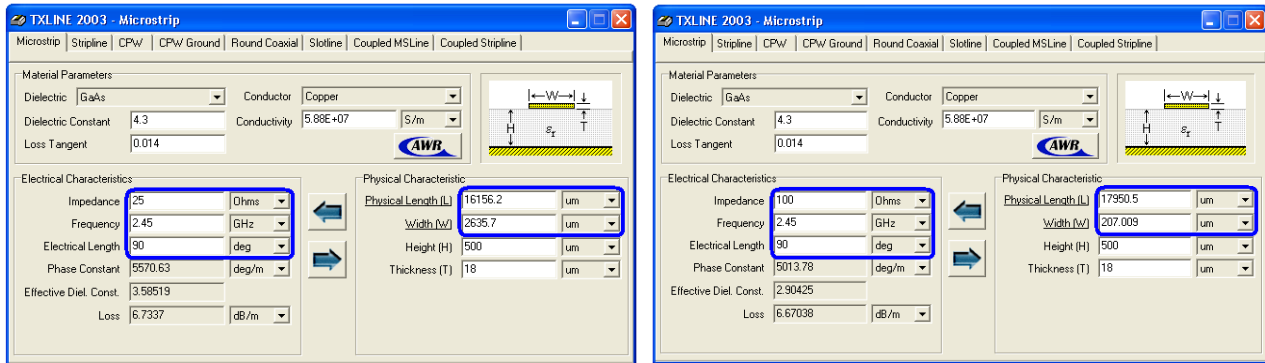 TXLINE 2003 - Microstrip
Microstrip Stripline CPW CPW Ground Round Coaxial Slotline Coupled MSLine Coupled Stripline
Material Parameters
Dielectric GaAs Conductor Copper
Dielectric Constant 4.3 Conductivity 5.88E+07 S/m
Loss Tangent 0.014 AWR
W H εr T
Electrical Characteristics
Physical Characteristic
Impedance 25 Ohms Physical Length (L) 16156.2 um
Frequency 2.45 GHz Width (W) 2635.7 um
Electrical Length 90 deg Height (H) 500 um
Phase Constant 5570.63 deg/m Thickness (T) 18 um
Effective Diel. Const. 3.58519
Loss 6.7337 dB/m
TXLINE 2003 - Microstrip
Microstrip Stripline CPW CPW Ground Round Coaxial Slotline Coupled MSLine Coupled Stripline
Material Parameters
Dielectric GaAs Conductor Copper
Dielectric Constant 4.3 Conductivity 5.88E+07 S/m
Loss Tangent 0.014 AWR
W H εr T
Electrical Characteristics
Physical Characteristic
Impedance 100 Ohms Physical Length (L) 17950.5 um
Frequency 2.45 GHz Width (W) 207.009 um
Electrical Length 90 deg Height (H) 500 um
Phase Constant 5013.78 deg/m Thickness (T) 18 um
Effective Diel. Const. 2.90425
Loss 6.67038 dB/m